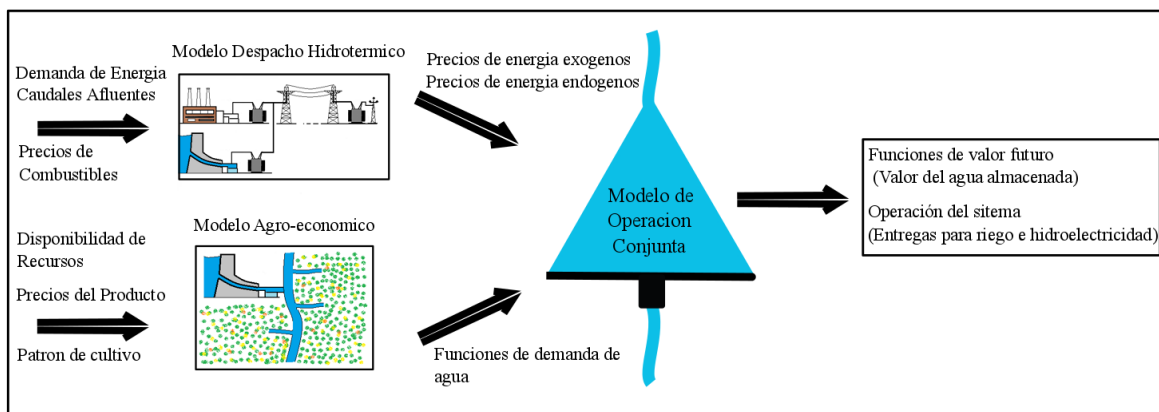 Modelo Despacho Hidrotermico
Demanda de Energia
Caudales Afluentes
Precios de
Combustibles
Precios de energia exogenos
Precios de energia endogenos
Modelo Agro-economico
Disponibilidad de
Recursos
Precios del Producto
Patron de cultivo
Funciones de demanda de
agua
Modelo de
Operacion
Conjunta
Funciones de valor futuro
(Valor del agua almacenada)
Operación del sitema
(Entregas para riego e hidroelectricidad)